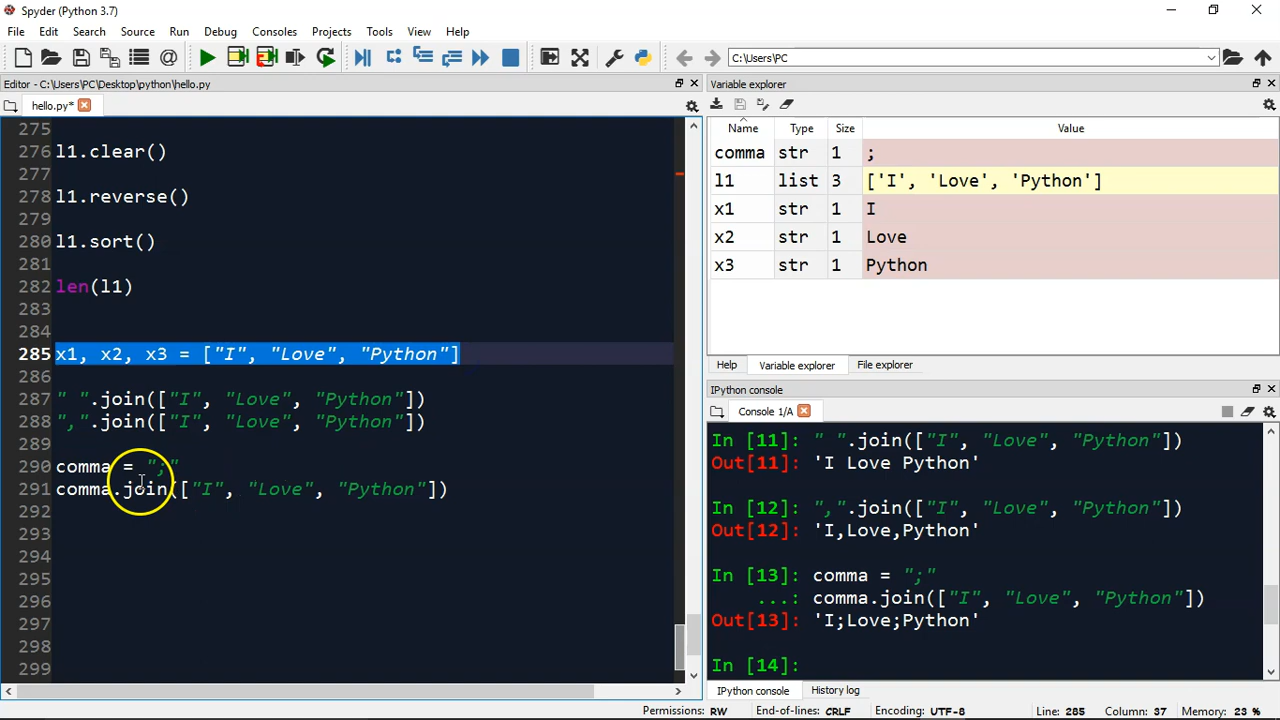 Spyder (Python 3.7)
File Edit Search Source Run Debug Consoles Projects Tools View Help
C:\Users\PC
Editor - C:\Users\PC\Desktop\python\hello.py
hello.py*
275
276 l1.clear()
277
278 l1.reverse()
279
280 l1.sort()
281
282 len(l1)
283
284
285 x1, x2, x3 = ["I", "Love", "Python"]
286
287 " ".join(["I", "Love", "Python"])
288 ",".join(["I", "Love", "Python"])
289
290 comma = ";"
291 comma.join(["I", "Love", "Python"])
292
293
294
295
296
297
298
299
Variable explorer
Name Type Size Value
comma str 1 ;
l1 list 3 ['I', 'Love', 'Python']
x1 str 1 I
x2 str 1 Love
x3 str 1 Python
Help Variable explorer File explorer
IPython console
Console 1/A
In [11]: " ".join(["I", "Love", "Python"])
Out[11]: 'I Love Python'
In [12]: ",".join(["I", "Love", "Python"])
Out[12]: 'I,Love,Python'
In [13]: comma = ";"
...: comma.join(["I", "Love", "Python"])
Out[13]: 'I;Love;Python'
In [14]:
IPython console History log
Permissions: RW End-of-lines: CRLF Encoding: UTF-8 Line: 285 Column: 37 Memory: 23 %